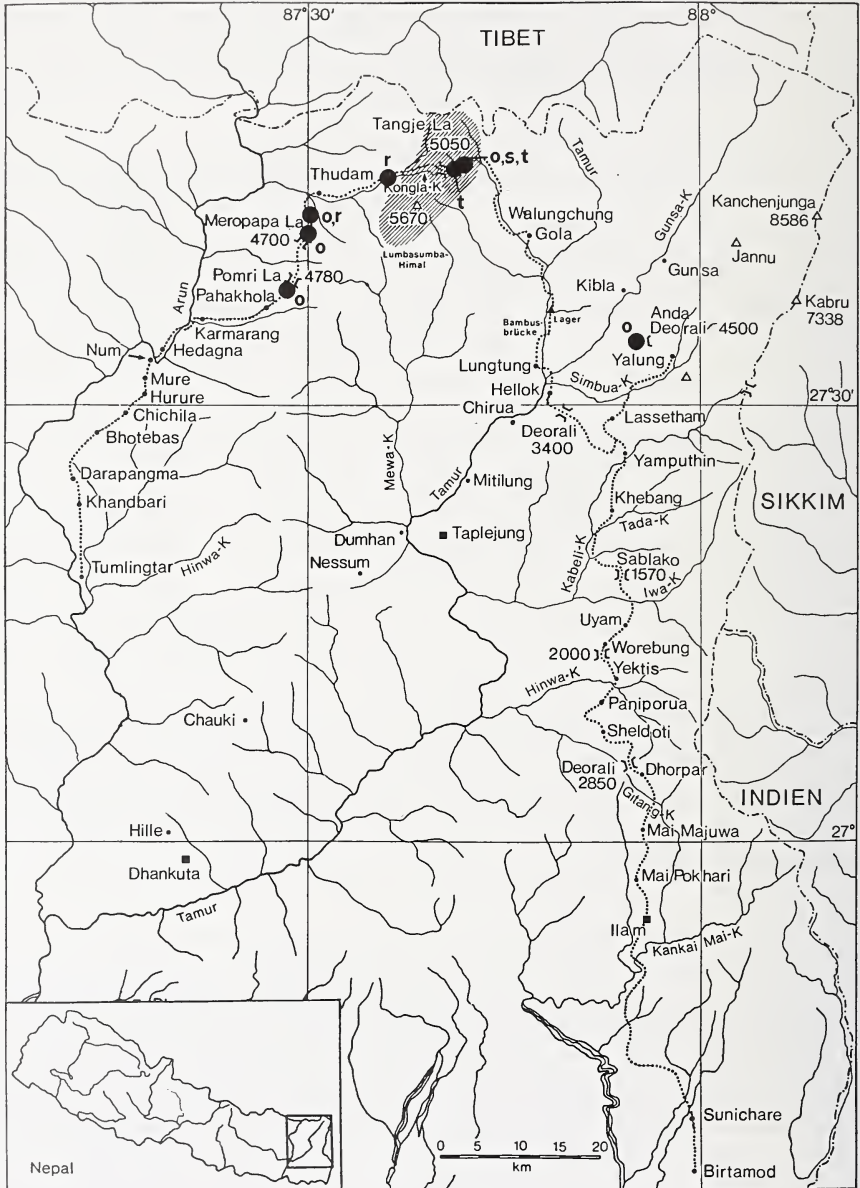 87°30'
88°
TIBET
Tangje La
5050
o,s,t
r
Thudam
Kongla-K
t
Tamur
5670
Meropapa La
o,r
4700
o
Walungchung
Gola
Gunsa-K
Kanchenjunga
8586
Jannu
Lumbasumba-
Himal
Pomri La
4780
Gunsa
Pahakhola
o
Kibla
Arun
Kabru
7338
Karmarang
Bambus-
brücke
Lager
Anda
o
Deorali 4500
Num
Hedagna
Yalung
Mure
Lungtung
Hurure
Hellok
Simbua-K
27°30'
Chichila
Chirua
Lassetham
Bhotebas
Deorali
3400
Mewa-K
Yamputhin
Darapangma
Tamur
Mitilung
Khandbari
Khebang
SIKKIM
Tada-K
Dumhan
Taplejung
Hinwa-K
Kabeli-K
Sablako
Tumlingtar
Nessum
1570
Iwa-K
Uyam
2000
Worebung
Yektis
Hinwa-K
Paniporua
Chauki
Sheldoti
Deorali
2850
Dhorpar
Gitang-K
INDIEN
Hille
Mai Majuwa
27°
Dhankuta
Mai Pokhari
Tamur
Ilam
Kankai Mai-K
Sunichare
0 5 10 15 20
km
Nepal
Birtamod